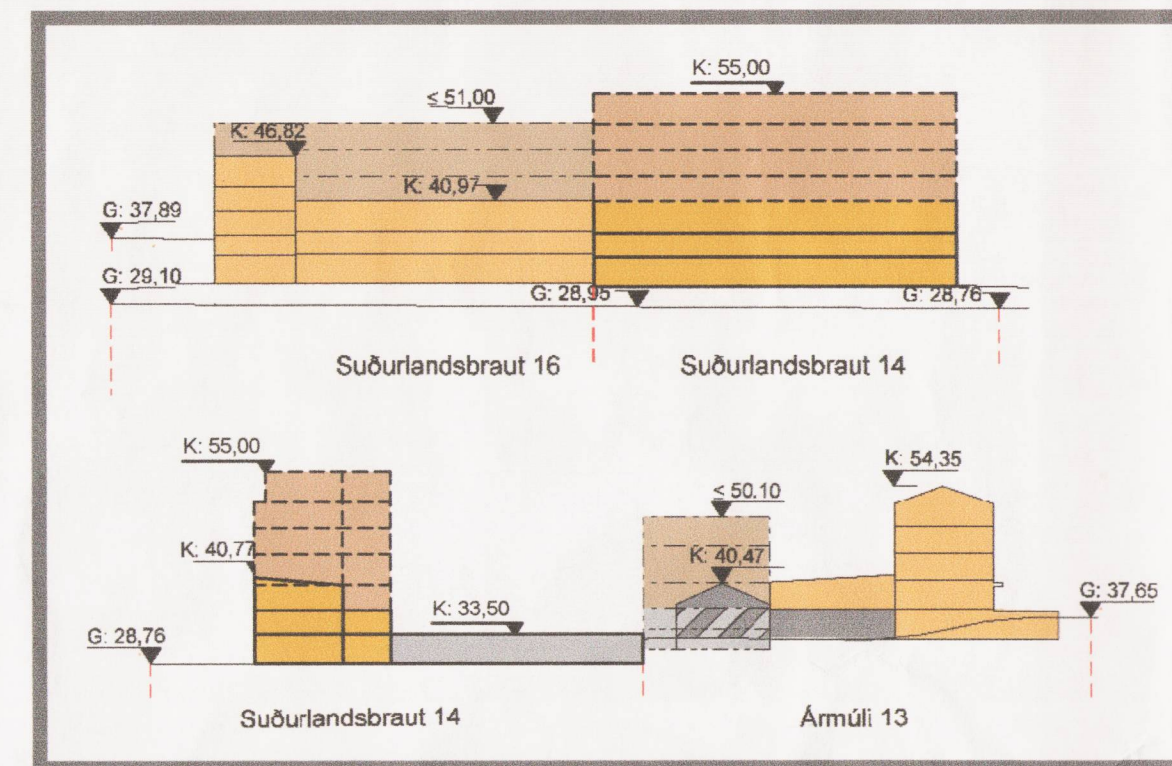 K: 55,00
≤ 51,00
K: 46,82
K: 40,97
G: 37,89
G: 29,10
G: 28,95
G: 28,76
Suðurlandsbraut 16
Suðurlandsbraut 14
K: 55,00
K: 54,35
≤ 50.10
K: 40,77
K: 40,47
K: 33,50
G: 37,65
G: 28,76
Suðurlandsbraut 14
Ármúli 13